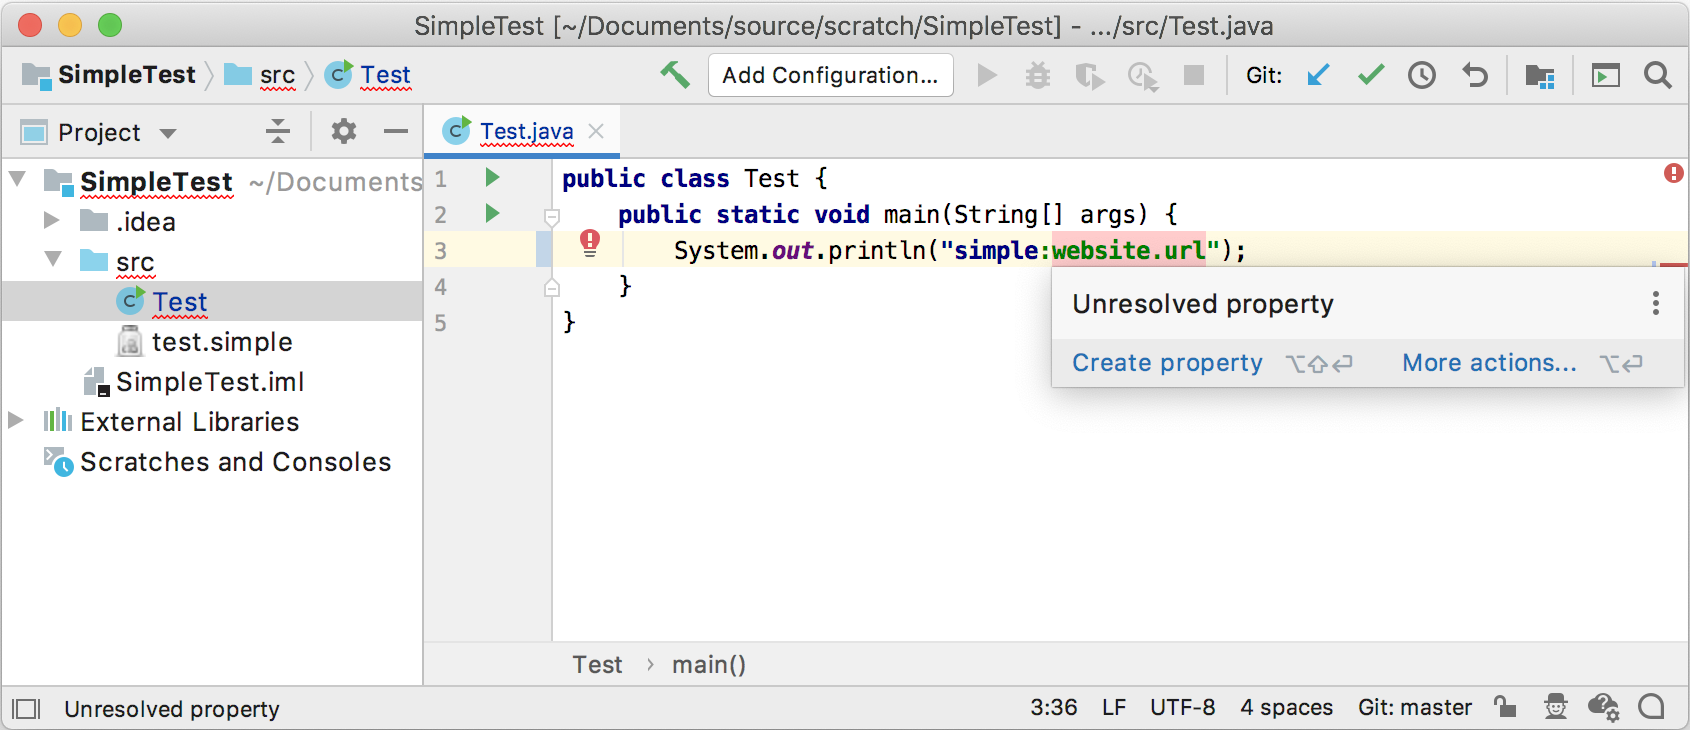 SimpleTest [~/Documents/source/scratch/SimpleTest] - .../src/Test.java
SimpleTest src Test Add Configuration... Git:
Project
Test.java
SimpleTest ~/Documents
.idea
src
Test
test.simple
SimpleTest.iml
External Libraries
Scratches and Consoles
1 public class Test {
2 public static void main(String[] args) {
3 System.out.println("simple:website.url");
4 }
5 }
Unresolved property
Create property ⌥⇧⏎ More actions... ⌥⏎
Test › main()
Unresolved property 3:36 LF UTF-8 4 spaces Git: master